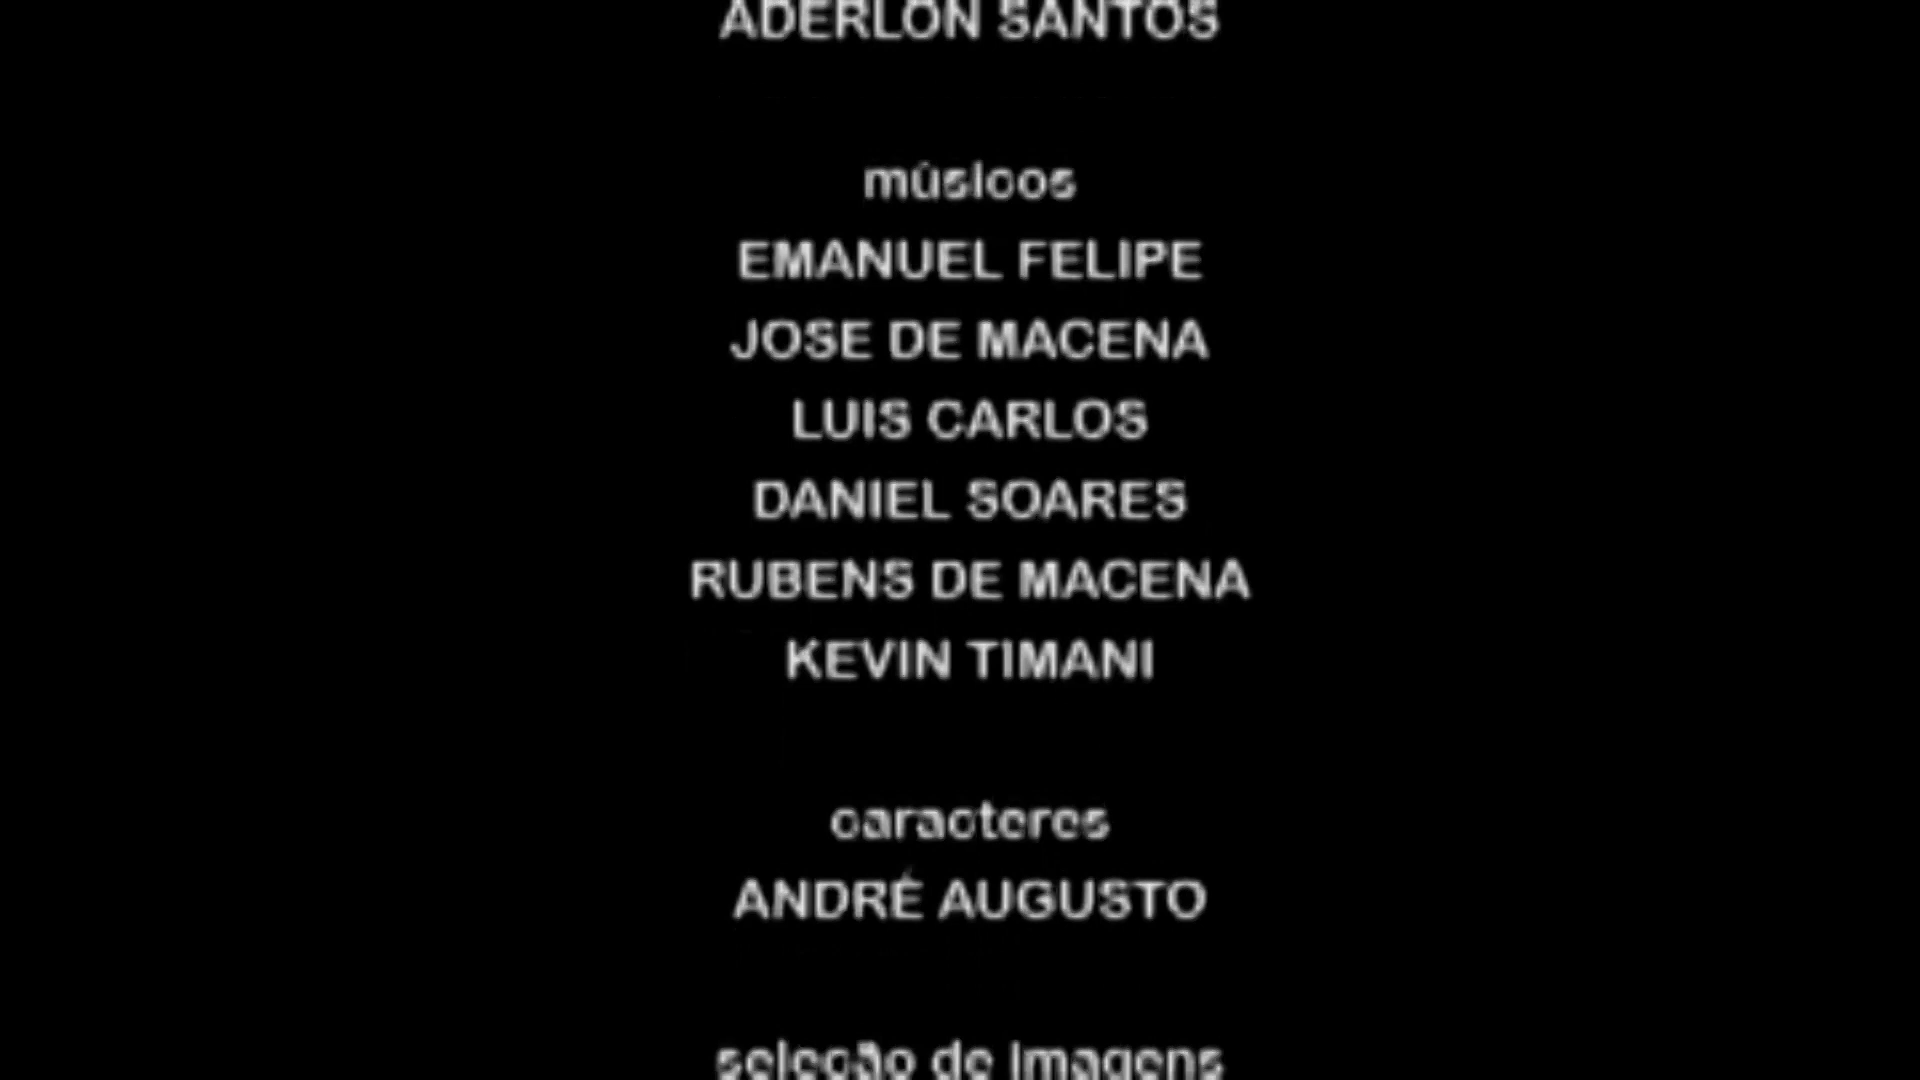 ADERLON SANTOS
músicos
EMANUEL FELIPE
JOSE DE MACENA
LUIS CARLOS
DANIEL SOARES
RUBENS DE MACENA
KEVIN TIMANI
caracteres
ANDRÉ AUGUSTO
seleção de imagens